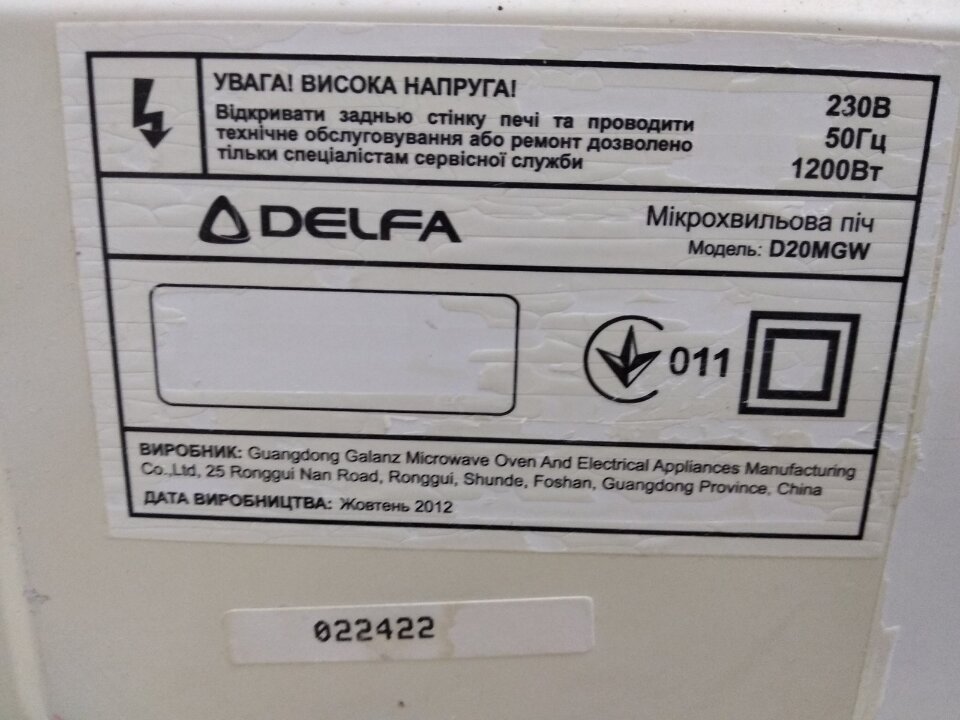 УВАГА! ВИСОКА НАПРУГА!
Відкривати задню стінку печі та проводити
технічне обслуговування або ремонт дозволено
тільки спеціалістам сервісної служби
230В
50Гц
1200Вт
DELFA
Мікрохвильова піч
Модель: D20MGW
011
ВИРОБНИК: Guangdong Galanz Microwave Oven And Electrical Appliances Manufacturing
Co.,Ltd, 25 Ronggui Nan Road, Ronggui, Shunde, Foshan, Guangdong Province, China
ДАТА ВИРОБНИЦТВА: Жовтень 2012
022422